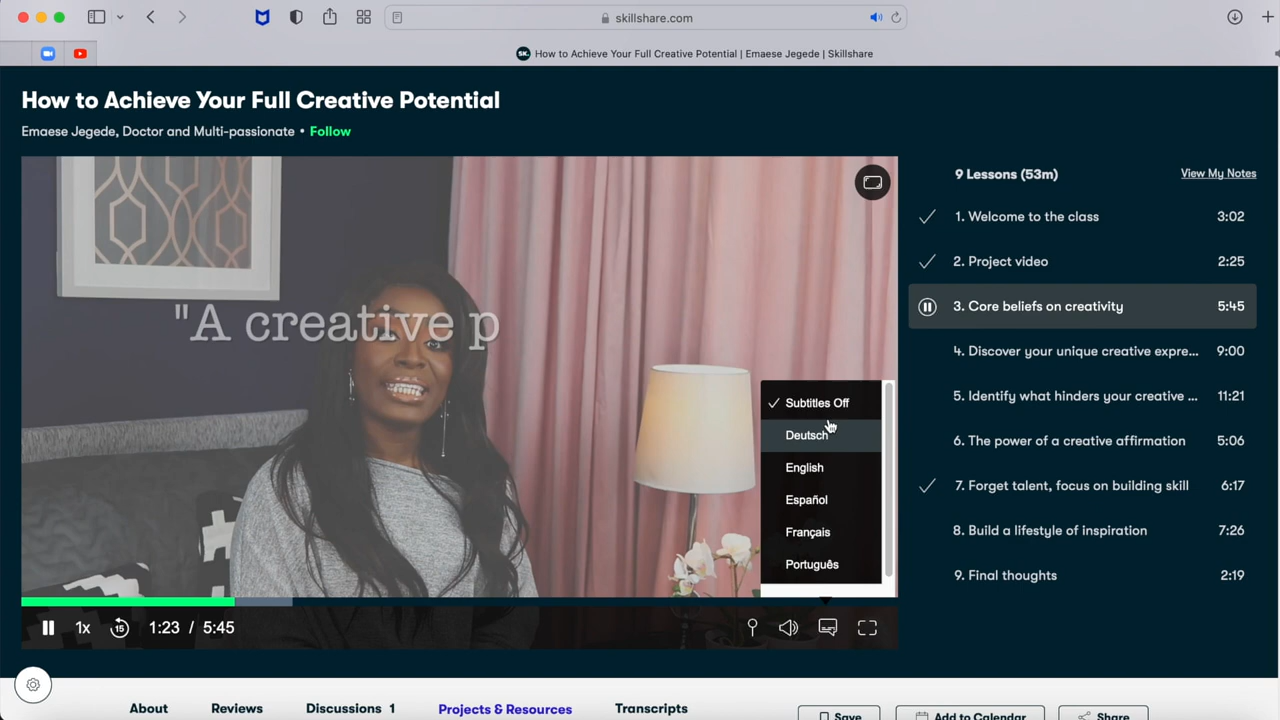 skillshare.com
SK. How to Achieve Your Full Creative Potential | Emaese Jegede | Skillshare
How to Achieve Your Full Creative Potential
Emaese Jegede, Doctor and Multi-passionate • Follow
"A creative p
Subtitles Off
Deutsch
English
Español
Français
Português
15
1x
1:23 / 5:45
9 Lessons (53m)
View My Notes
1. Welcome to the class 3:02
2. Project video 2:25
3. Core beliefs on creativity 5:45
4. Discover your unique creative expre... 9:00
5. Identify what hinders your creative ... 11:21
6. The power of a creative affirmation 5:06
7. Forget talent, focus on building skill 6:17
8. Build a lifestyle of inspiration 7:26
9. Final thoughts 2:19
About
Reviews
Discussions 1
Projects & Resources
Transcripts
Save
Add to Calendar
Share